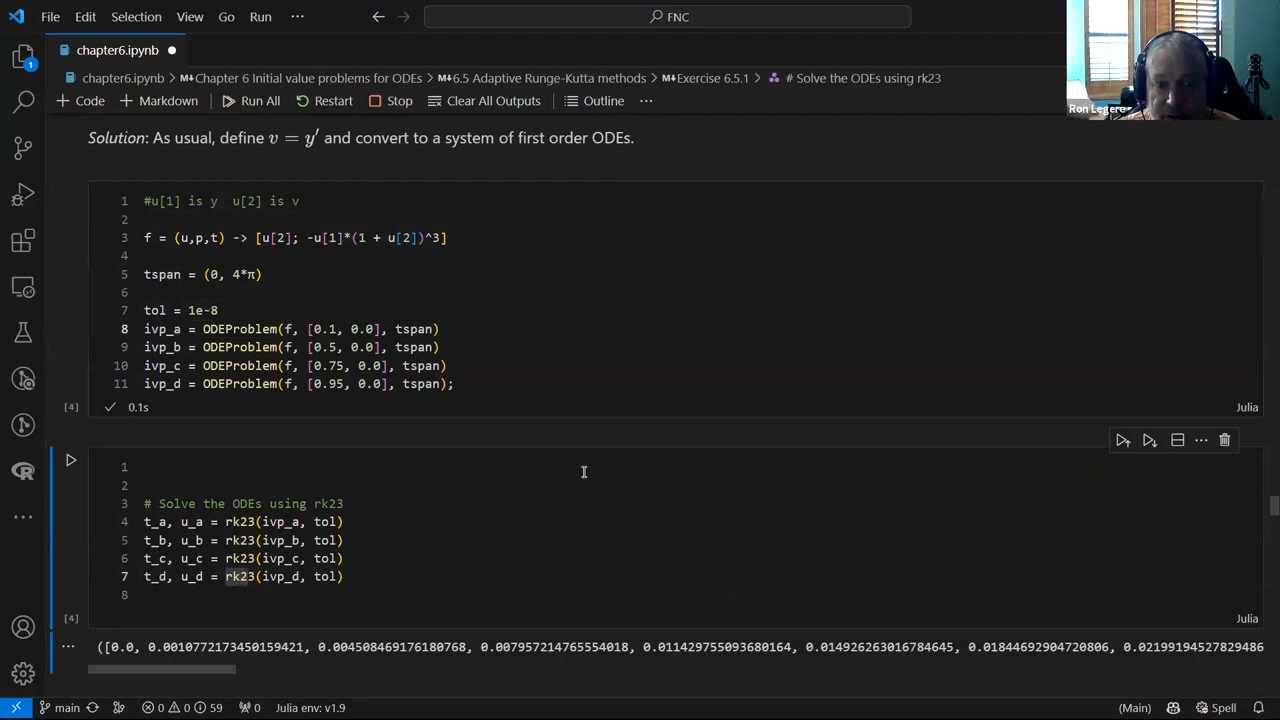 File Edit Selection View Go Run ··· FNC
chapter6.ipynb
chapter6.ipynb > Chapter 6. Initial value problems for ODEs > 6.5. Adaptive Runge-Kutta methods > Exercise 6.5.1 > # Solve the ODEs using rk23
+ Code + Markdown Run All Restart Clear All Outputs Outline ···
Ron Legere
Solution: As usual, define v = y′ and convert to a system of first order ODEs.
1 #u[1] is y u[2] is v
2
3 f = (u,p,t) -> [u[2]; -u[1]*(1 + u[2])^3]
4
5 tspan = (0, 4*π)
6
7 tol = 1e-8
8 ivp_a = ODEProblem(f, [0.1, 0.0], tspan)
9 ivp_b = ODEProblem(f, [0.5, 0.0], tspan)
10 ivp_c = ODEProblem(f, [0.75, 0.0], tspan)
11 ivp_d = ODEProblem(f, [0.95, 0.0], tspan);
[4] 0.1s Julia
1
2
3 # Solve the ODEs using rk23
4 t_a, u_a = rk23(ivp_a, tol)
5 t_b, u_b = rk23(ivp_b, tol)
6 t_c, u_c = rk23(ivp_c, tol)
7 t_d, u_d = rk23(ivp_d, tol)
8
[4] Julia
··· ([0.0, 0.0010772173450159421, 0.004508469176180768, 0.007957214765554018, 0.011429755093680164, 0.014926263016784645, 0.01844692904720806, 0.02199194527829486
main 0 0 59 0 Julia env: v1.9 (Main) Spell